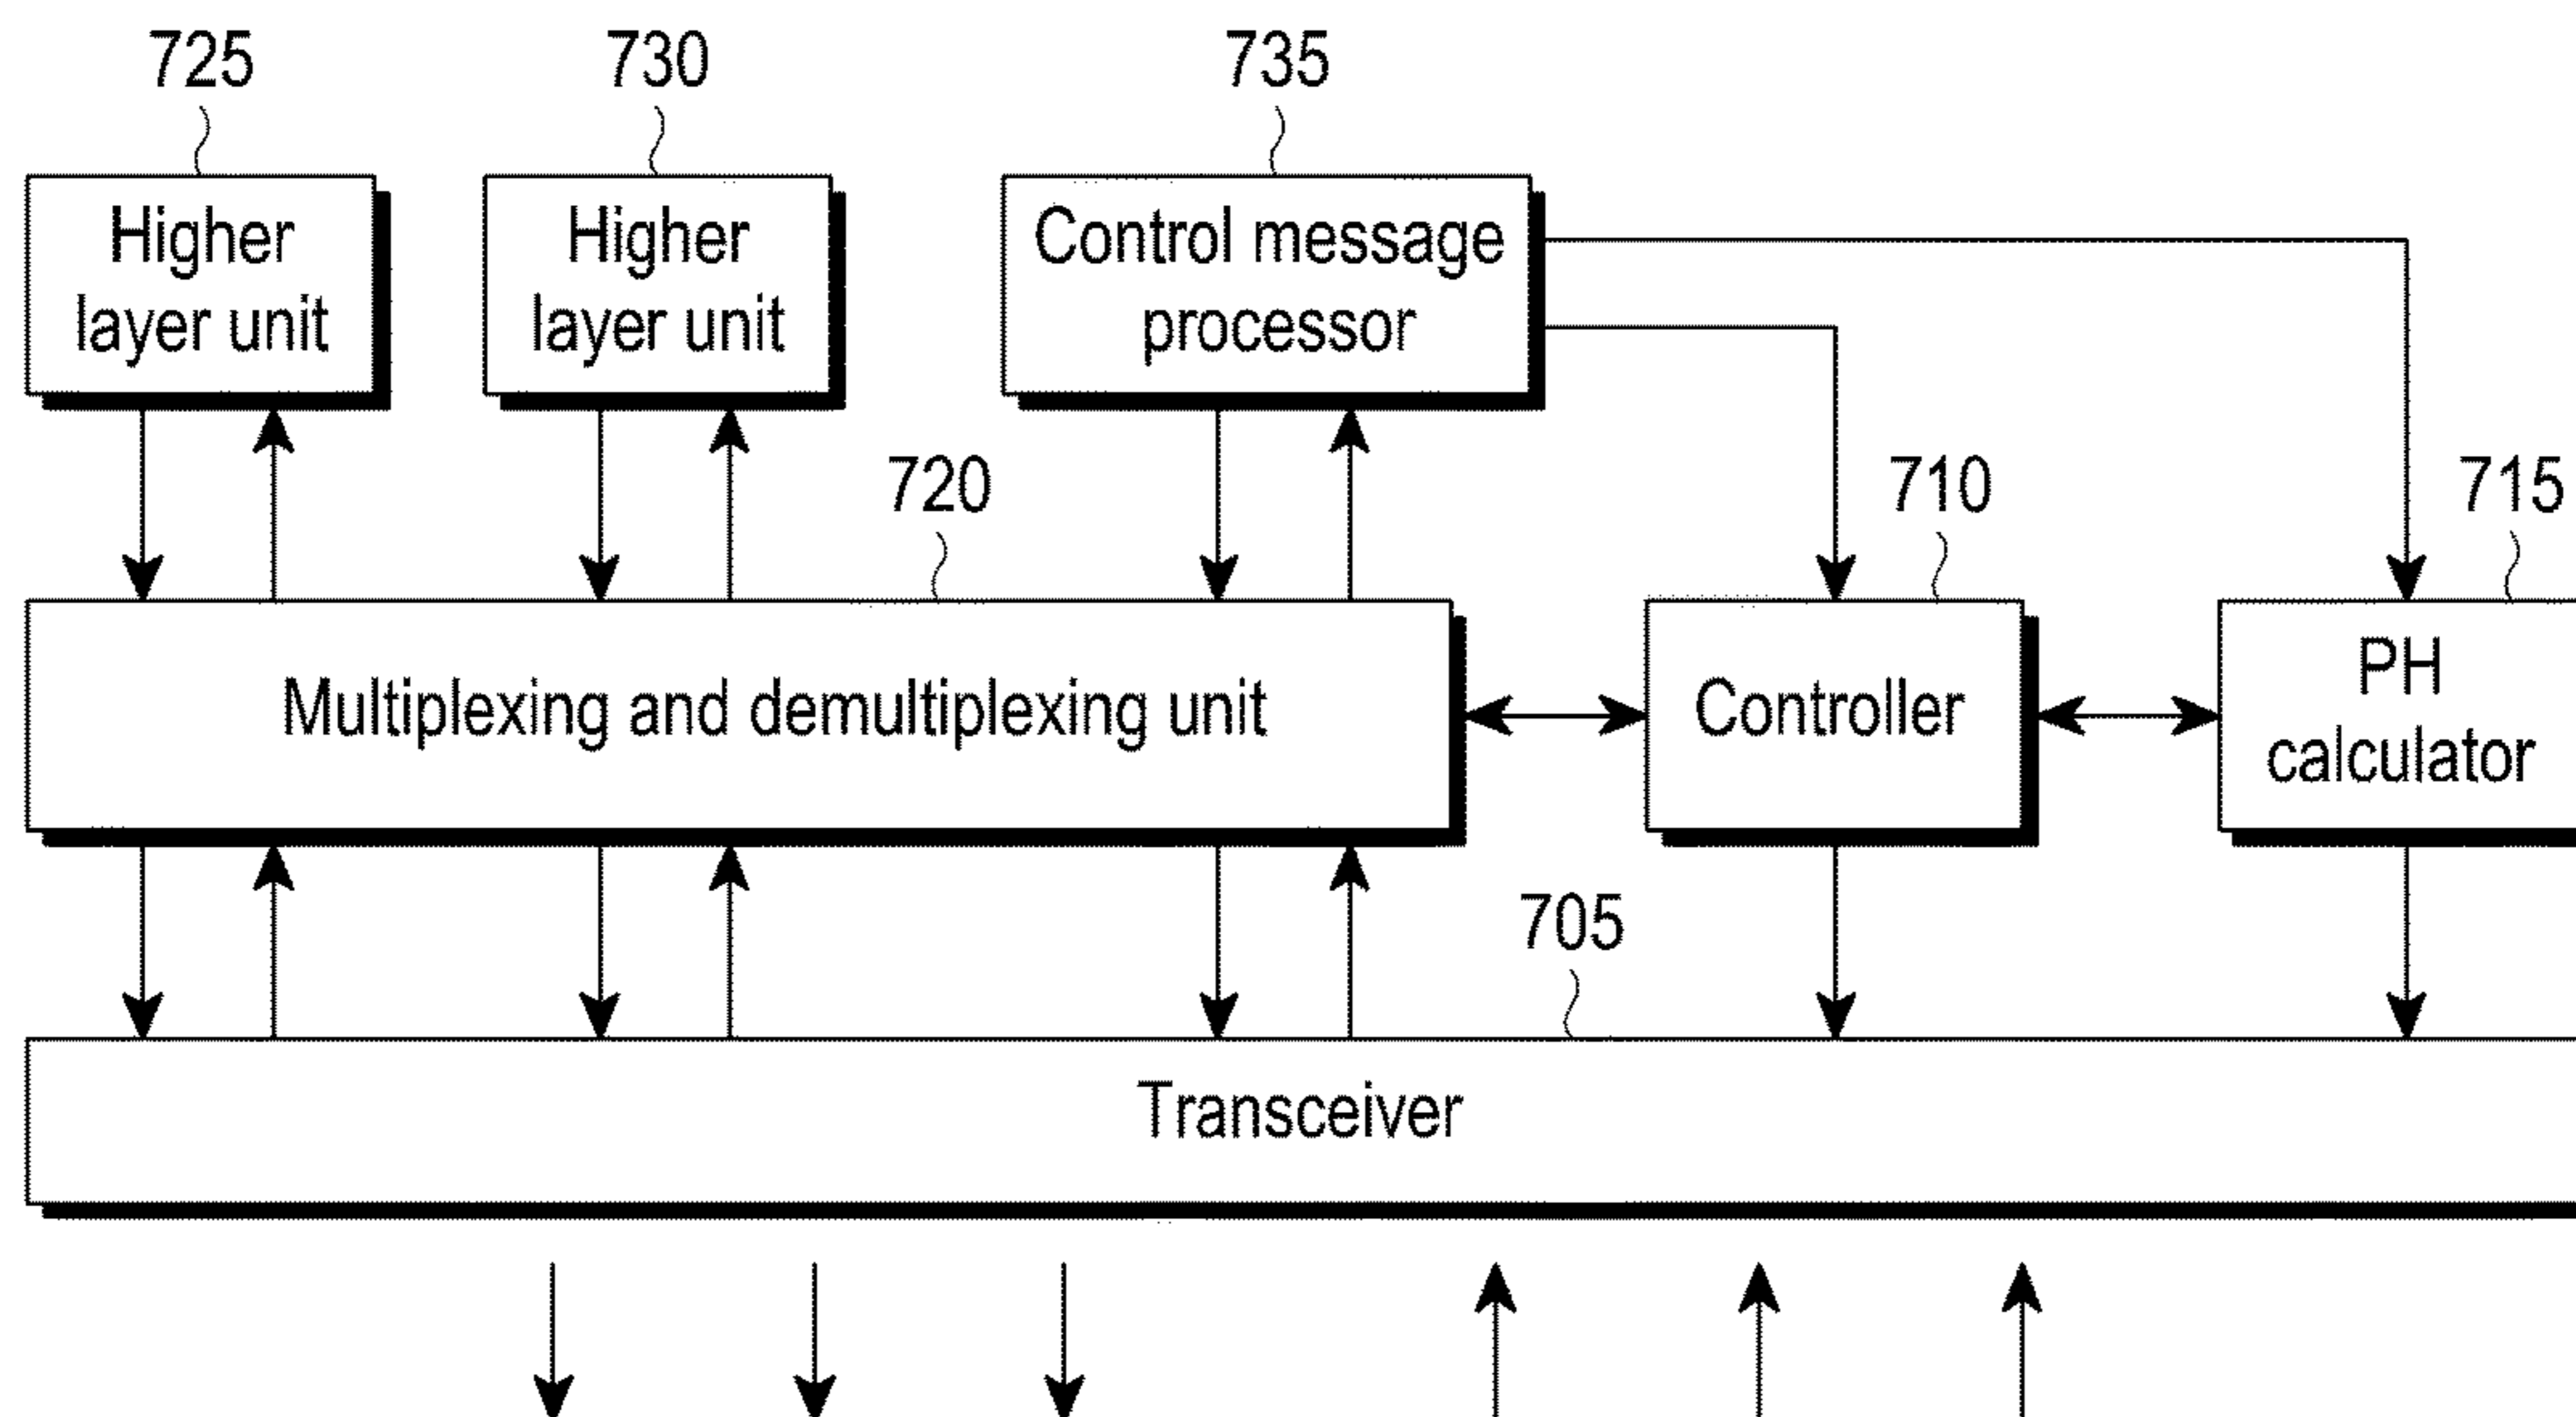 725
730
735
Higher
layer unit
Higher
layer unit
Control message
processor
720
710
715
Multiplexing and demultiplexing unit
Controller
PH
calculator
705
Transceiver